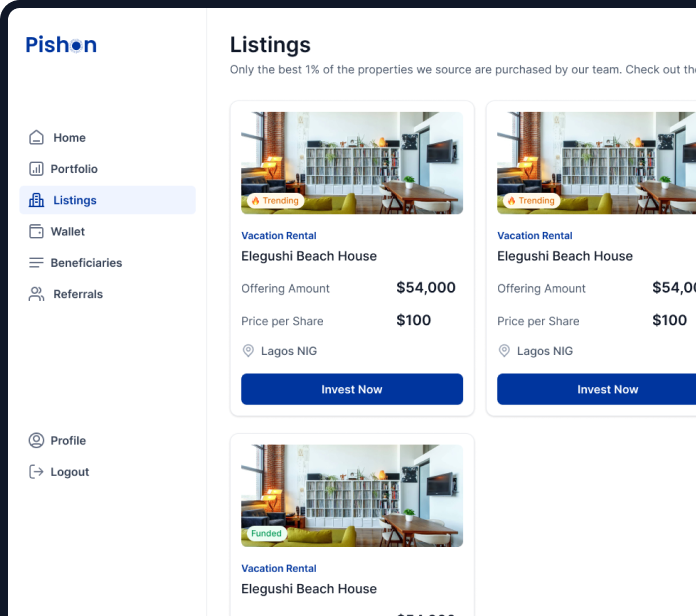 Pishon
Home
Portfolio
Listings
Wallet
Beneficiaries
Referrals
Profile
Logout
Listings
Only the best 1% of the properties we source are purchased by our team. Check out the
Trending
Vacation Rental
Elegushi Beach House
Offering Amount $54,000
Price per Share $100
Lagos NIG
Invest Now
Trending
Vacation Rental
Elegushi Beach House
Offering Amount
Price per Share $100
Lagos NIG
Invest Now
Funded
Vacation Rental
Elegushi Beach House